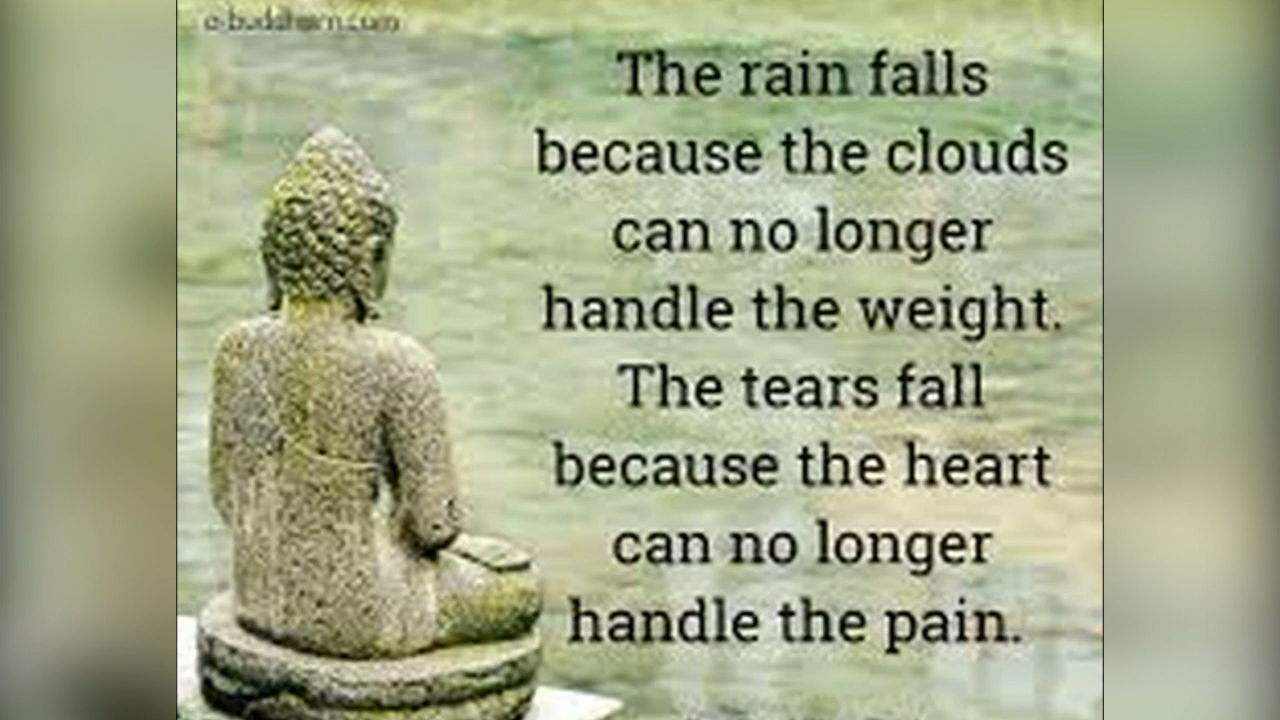 The rain falls
because the clouds
can no longer
handle the weight.
The tears fall
because the heart
can no longer
handle the pain.